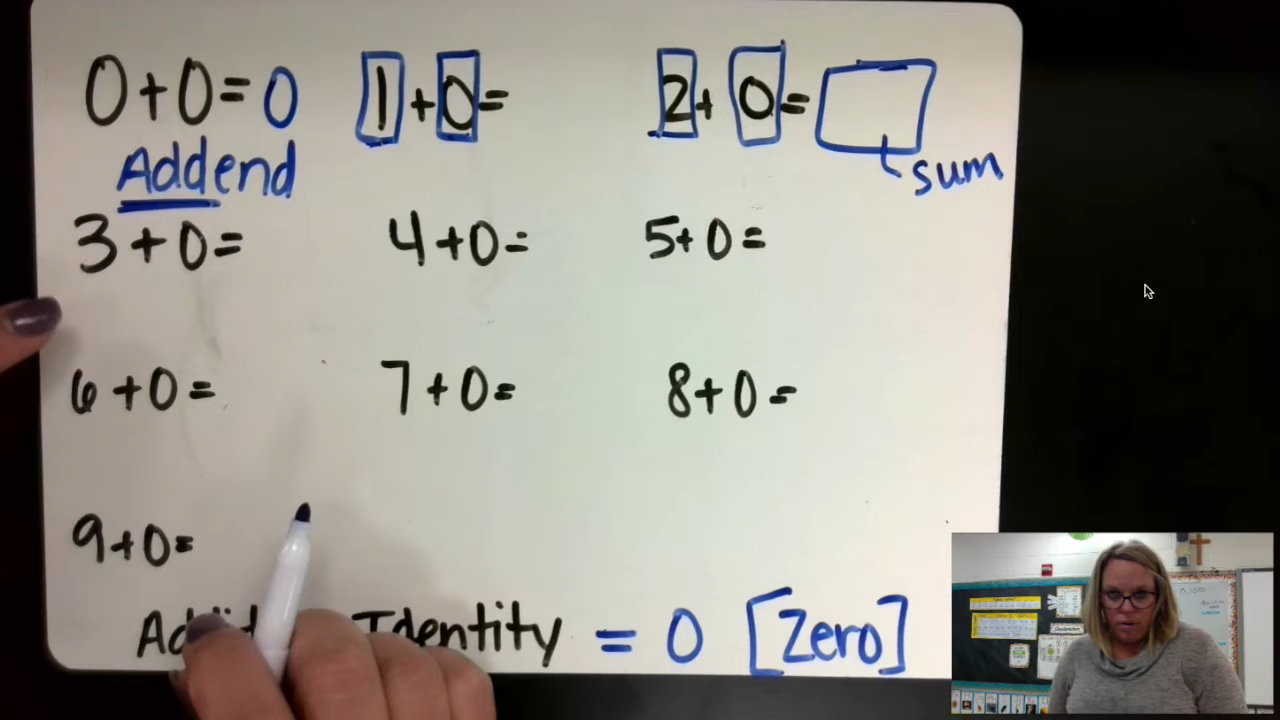 0+0=0 1+0= 2+0=
Addend sum
3+0= 4+0= 5+0=
6+0= 7+0= 8+0=
9+0=
Identity = 0 [Zero]